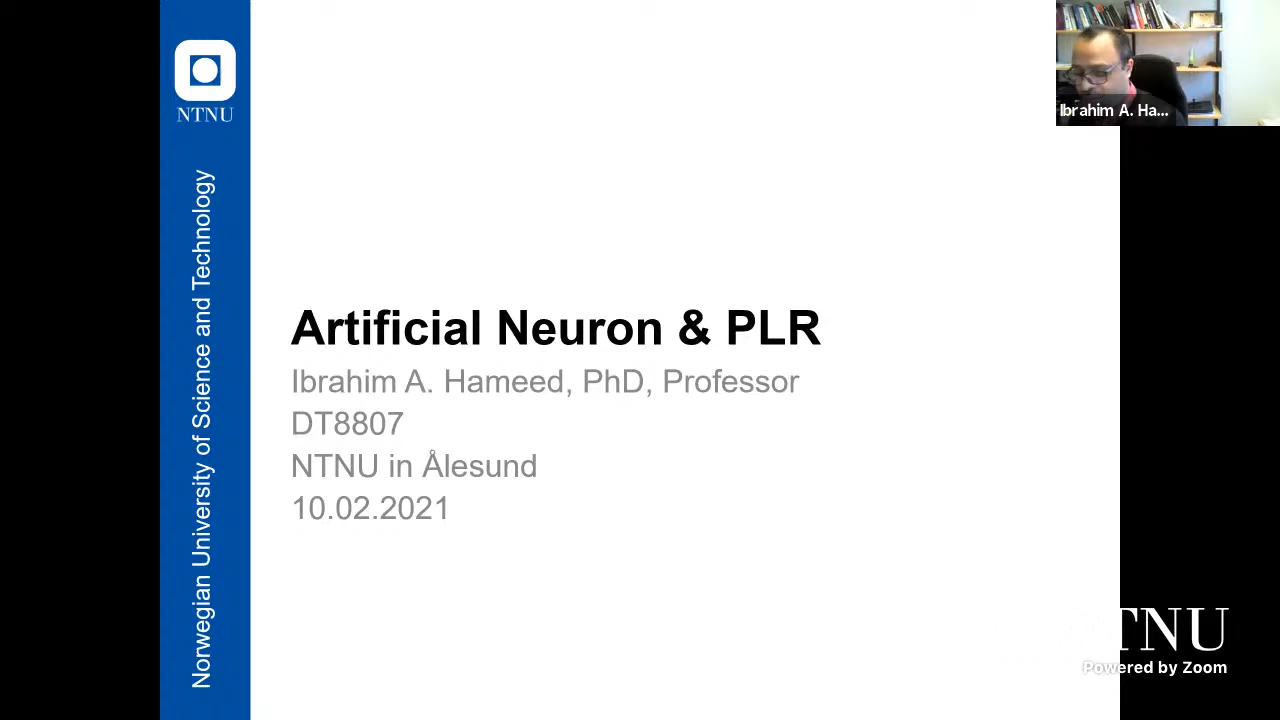 NTNU
Norwegian University of Science and Technology
Ibrahim A. Ha...
Artificial Neuron & PLR
Ibrahim A. Hameed, PhD, Professor
DT8807
NTNU in Ålesund
10.02.2021
TNU
Powered by Zoom